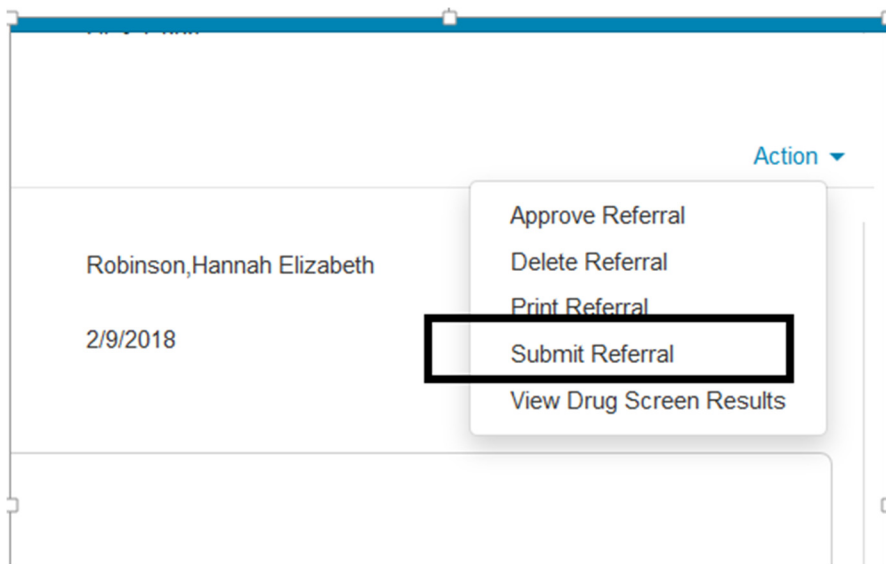 Action
Approve Referral
Robinson,Hannah Elizabeth
Delete Referral
Print Referral
2/9/2018
Submit Referral
View Drug Screen Results